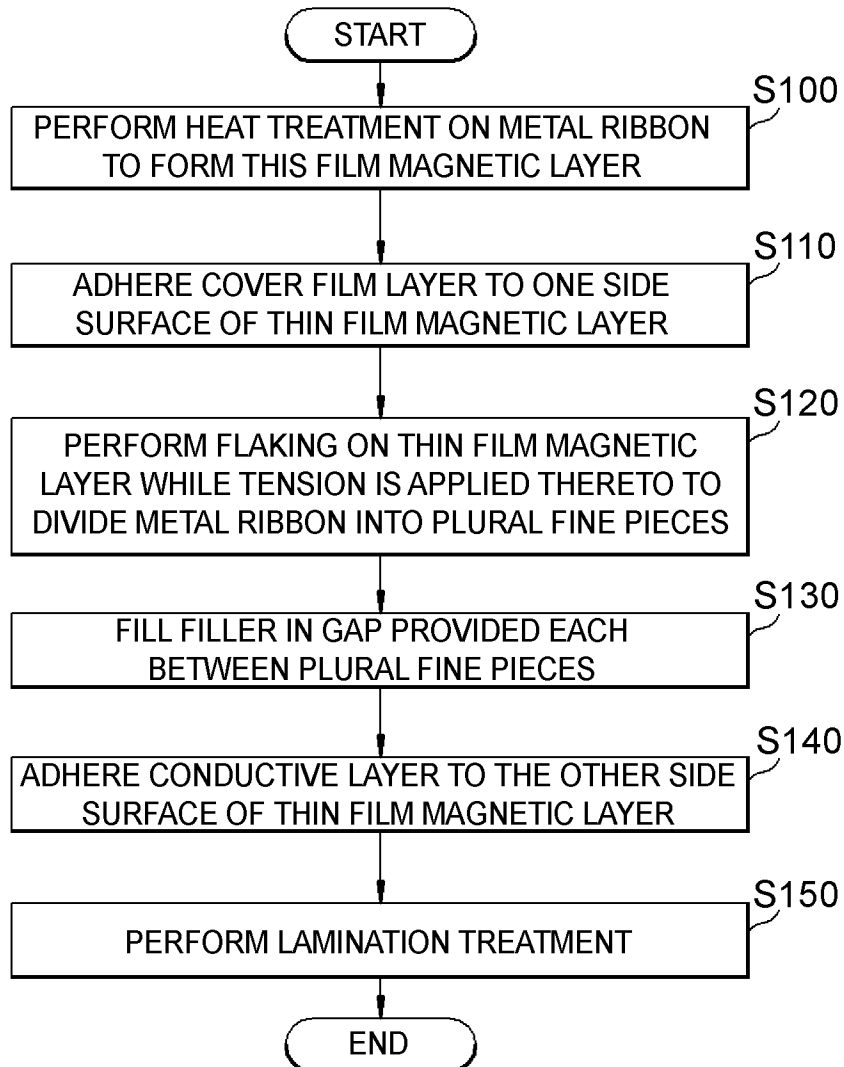 START
S100
PERFORM HEAT TREATMENT ON METAL RIBBON
TO FORM THIS FILM MAGNETIC LAYER
S110
ADHERE COVER FILM LAYER TO ONE SIDE
SURFACE OF THIN FILM MAGNETIC LAYER
S120
PERFORM FLAKING ON THIN FILM MAGNETIC
LAYER WHILE TENSION IS APPLIED THERETO TO
DIVIDE METAL RIBBON INTO PLURAL FINE PIECES
S130
FILL FILLER IN GAP PROVIDED EACH
BETWEEN PLURAL FINE PIECES
S140
ADHERE CONDUCTIVE LAYER TO THE OTHER SIDE
SURFACE OF THIN FILM MAGNETIC LAYER
S150
PERFORM LAMINATION TREATMENT
END